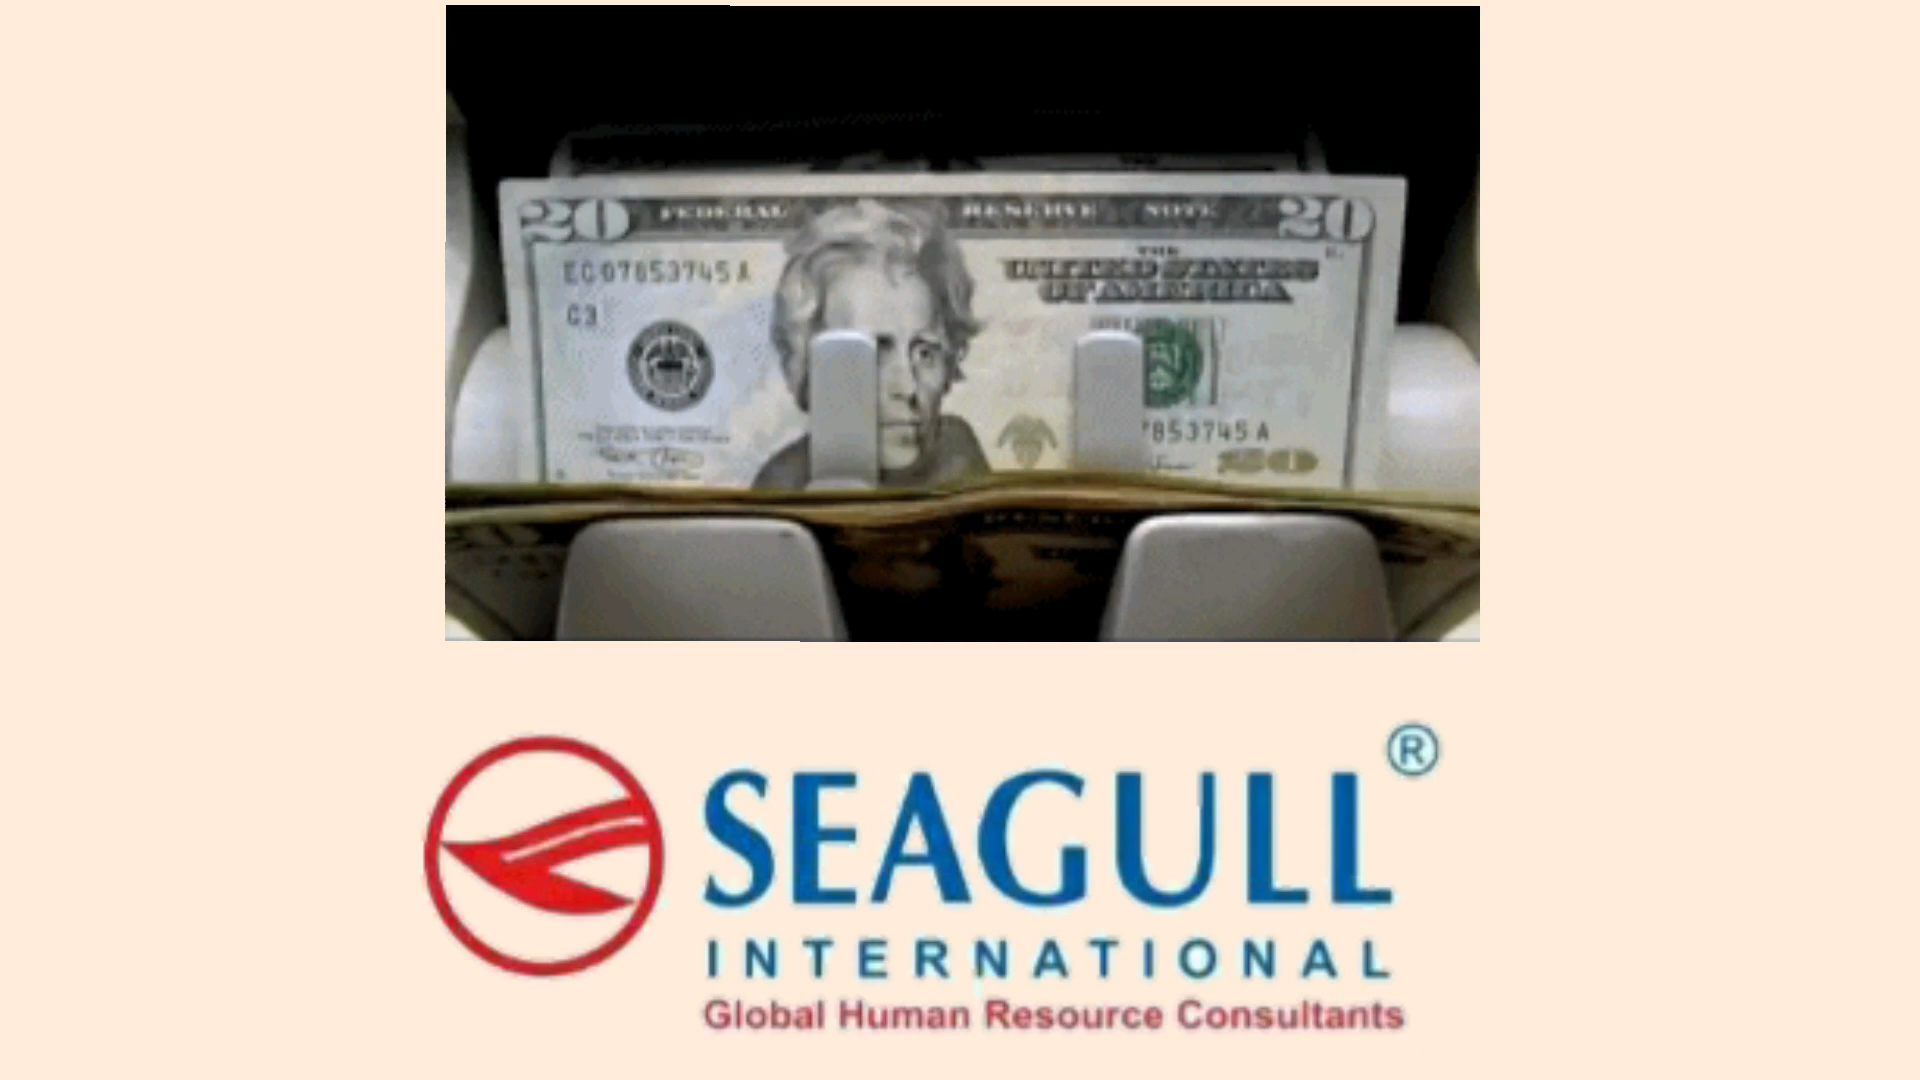 20 FEDERAL RESERVE NOTE 20
THE
UNITED STATES
OF AMERICA
EC 07853745 A
C3
7853745 A
20
SEAGULL ®
INTERNATIONAL
Global Human Resource Consultants